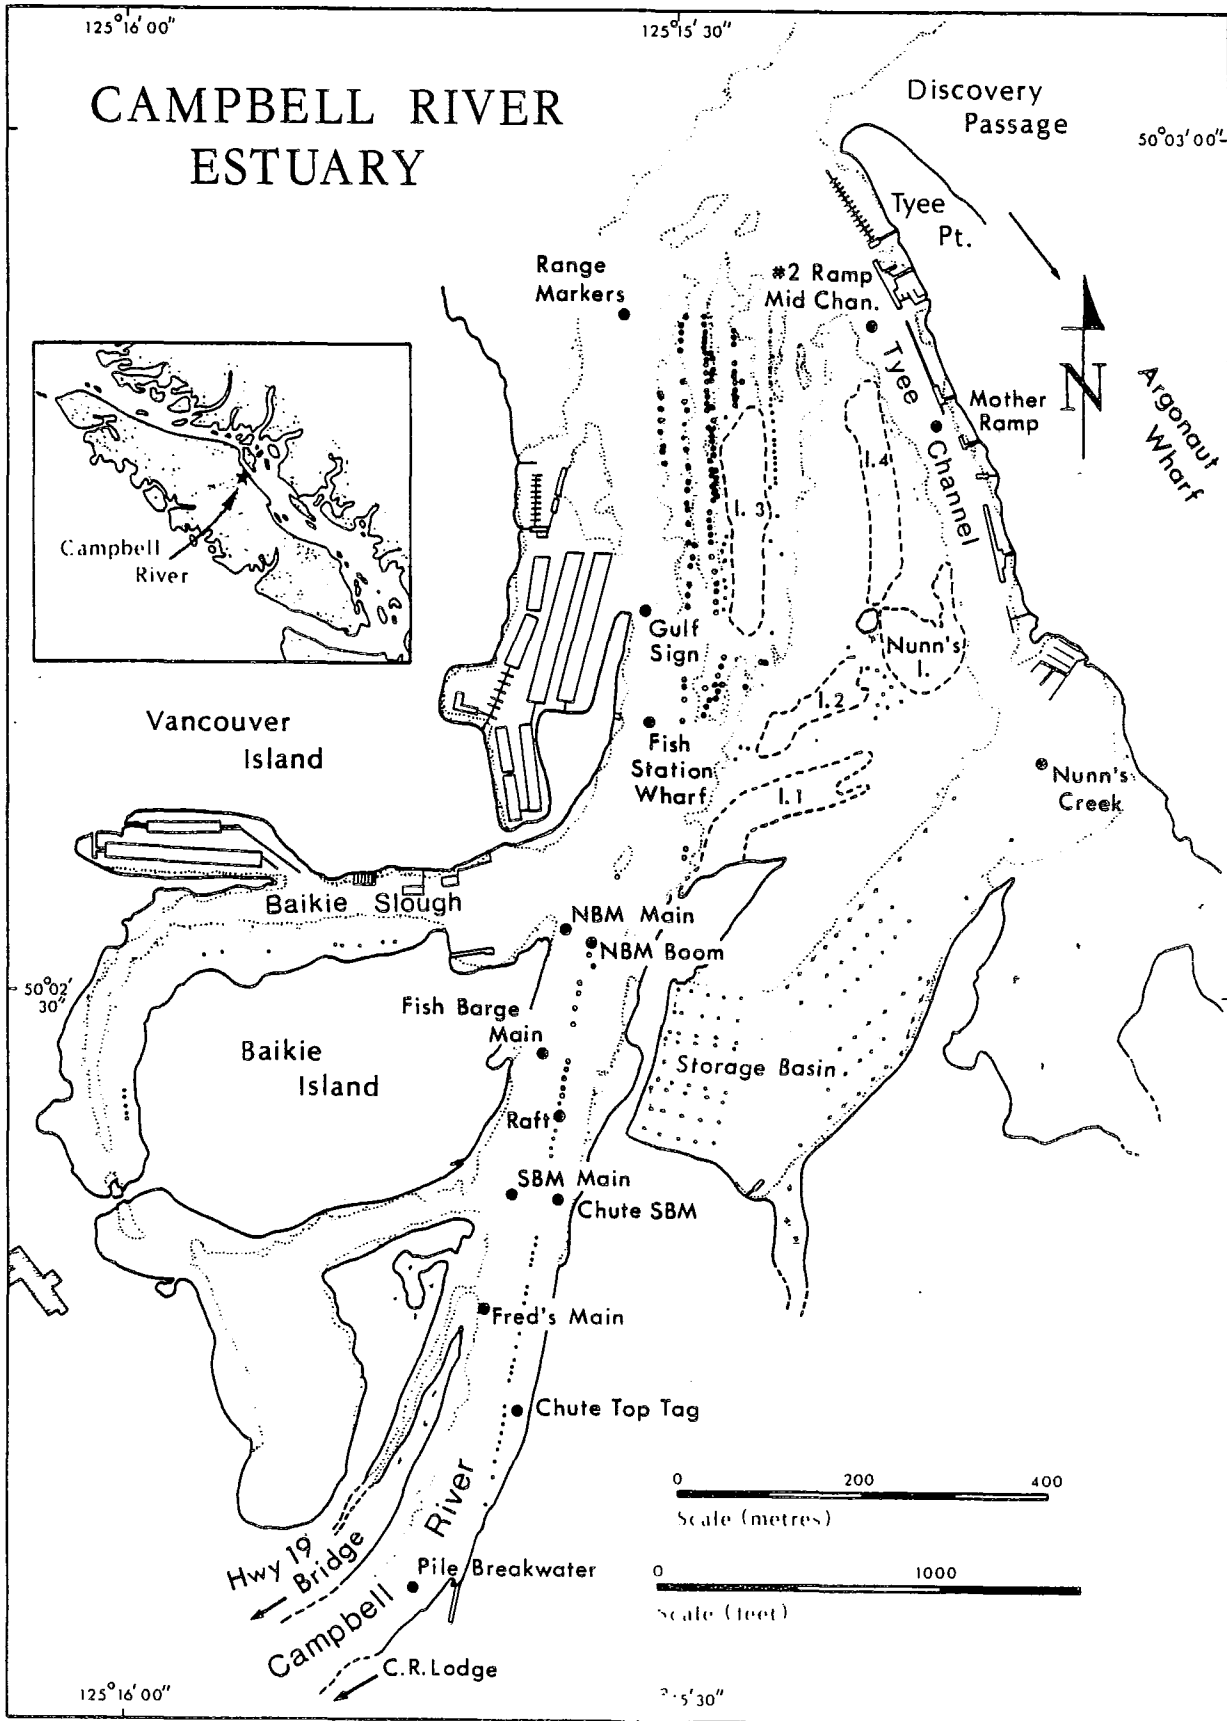 125°16'00"
125°15'30"
CAMPBELL RIVER
ESTUARY
Discovery
Passage
50°03'00"
Tyee
Pt.
Range
Markers
#2 Ramp
Mid Chan.
N
Argonaut
Wharf
Tyee
Channel
Mother
Ramp
Campbell
River
I. 3
I. 4
Gulf
Sign
Nunn's
I.
I. 2
Vancouver
Island
Fish
Station
Wharf
I. 1
Nunn's
Creek
Baikie Slough
NBM Main
NBM Boom
50°02'
30"
Fish Barge
Main
Baikie
Island
Storage Basin
Raft
SBM Main
Chute SBM
Fred's Main
Chute Top Tag
0 200 400
Scale (metres)
Hwy 19
Bridge
Campbell River
Pile Breakwater
0 1000
Scale (feet)
C.R. Lodge
125°16'00"
15'30"